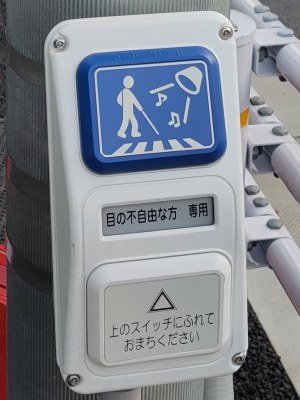 目の不自由な方 専用
上のスイッチにふれて
おまちください